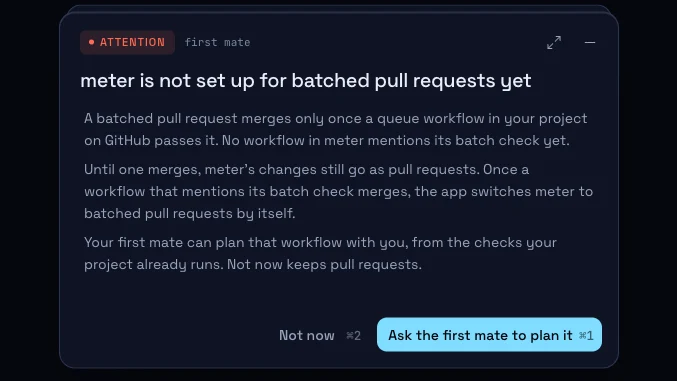 ATTENTION first mate
meter is not set up for batched pull requests yet
A batched pull request merges only once a queue workflow in your project
on GitHub passes it. No workflow in meter mentions its batch check yet.
Until one merges, meter's changes still go as pull requests. Once a
workflow that mentions its batch check merges, the app switches meter to
batched pull requests by itself.
Your first mate can plan that workflow with you, from the checks your
project already runs. Not now keeps pull requests.
Not now ⌘2 Ask the first mate to plan it ⌘1